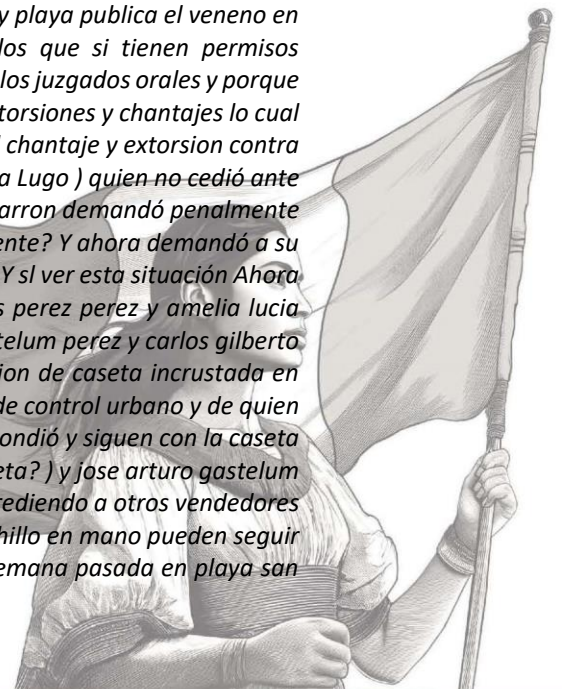 y playa publica el veneno en
los que si tienen permisos
los juzgados orales y porque
torsiones y chantajes lo cual
chantaje y extorsion contra
a Lugo ) quien no cedió ante
arron demandó penalmente
ente? Y ahora demandó a su
Y sl ver esta situación Ahora
s perez perez y amelia lucia
telum perez y carlos gilberto
ion de caseta incrustada en
de control urbano y de quien
ondió y siguen con la caseta
eta? ) y jose arturo gastelum
rediendo a otros vendedores
hillo en mano pueden seguir
emana pasada en playa san